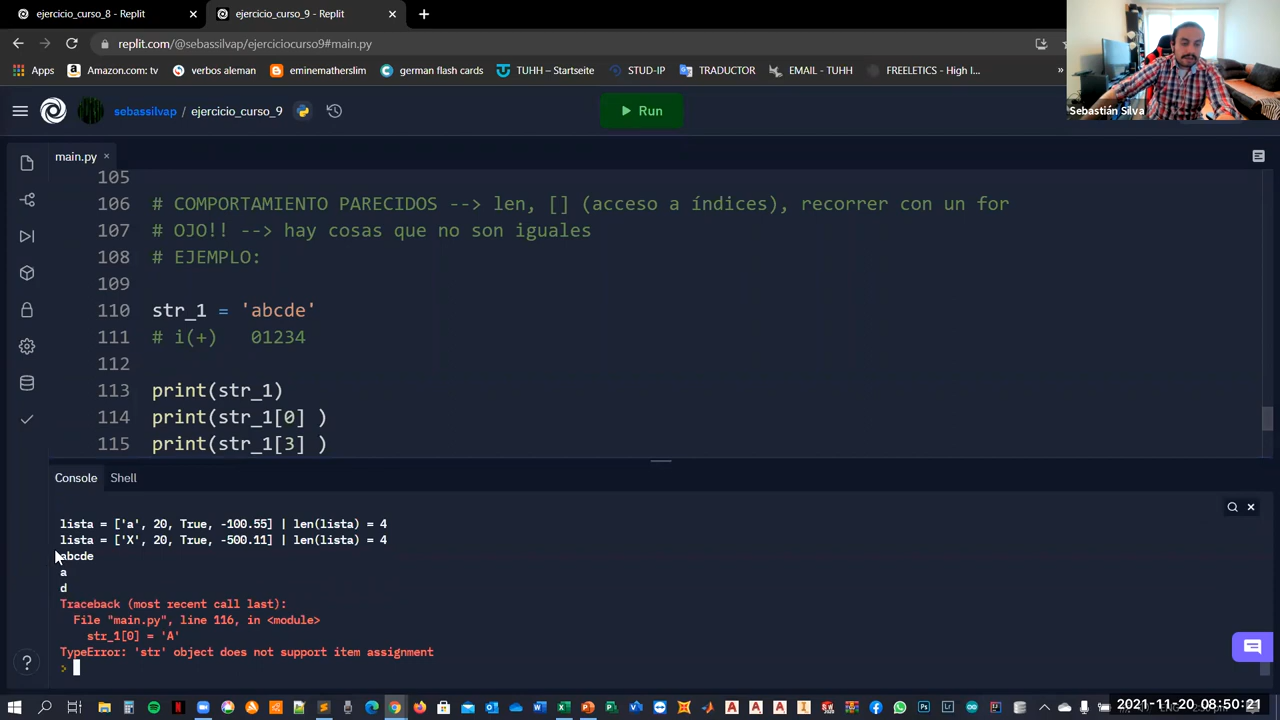 ejercicio_curso_8 - Replit
ejercicio_curso_9 - Replit
replit.com/@sebassilvap/ejerciciocurso9#main.py
Apps
Amazon.com: tv
verbos aleman
eminematherslim
german flash cards
TUHH – Startseite
STUD-IP
TRADUCTOR
EMAIL - TUHH
FREELETICS - High I...
Sebastián Silva
sebassilvap / ejercicio_curso_9
Run
main.py
105
106 # COMPORTAMIENTO PARECIDOS --> len, [] (acceso a índices), recorrer con un for
107 # OJO!! --> hay cosas que no son iguales
108 # EJEMPLO:
109
110 str_1 = 'abcde'
111 # i(+) 01234
112
113 print(str_1)
114 print(str_1[0] )
115 print(str_1[3] )
Console Shell
lista = ['a', 20, True, -100.55] | len(lista) = 4
lista = ['X', 20, True, -500.11] | len(lista) = 4
abcde
a
d
Traceback (most recent call last):
File "main.py", line 116, in <module>
str_1[0] = 'A'
TypeError: 'str' object does not support item assignment
2021-11-20 08:50:21